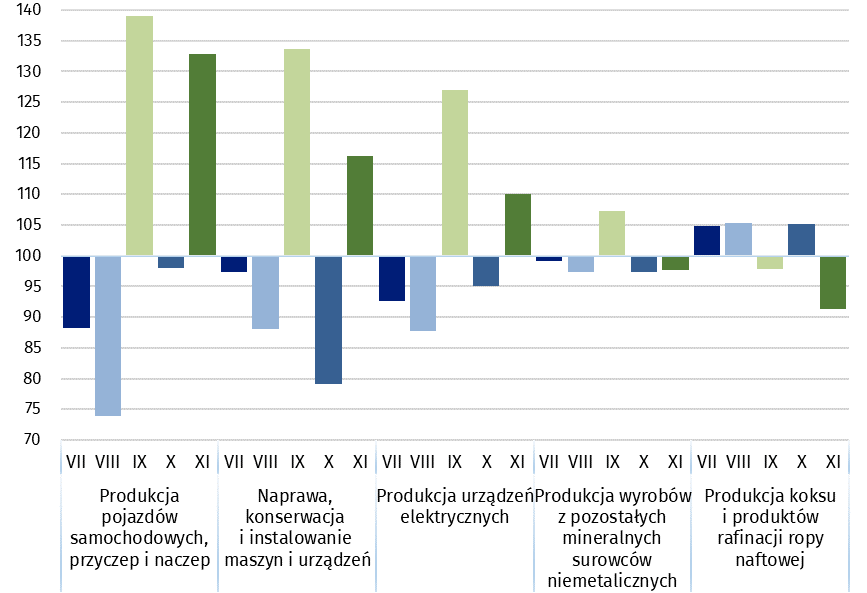 140
135
130
125
120
115
110
105
100
95
90
85
80
75
70
VII VIII IX X XI VII VIII IX X XI VII VIII IX X XI VII VIII IX X XI VII VIII IX X XI
Produkcja
pojazdów
samochodowych,
przyczep i naczep
Naprawa,
konserwacja
i instalowanie
maszyn i urządzeń
Produkcja urządzeń
elektrycznych
Produkcja wyrobów
z pozostałych
mineralnych
surowców
niemetalicznych
Produkcja koksu
i produktów
rafinacji ropy
naftowej